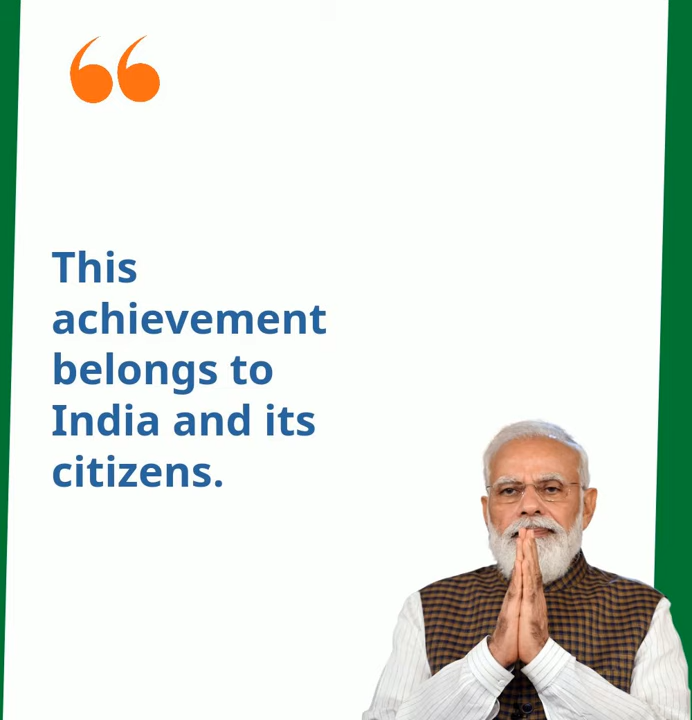 This
achievement
belongs to
India and its
citizens.